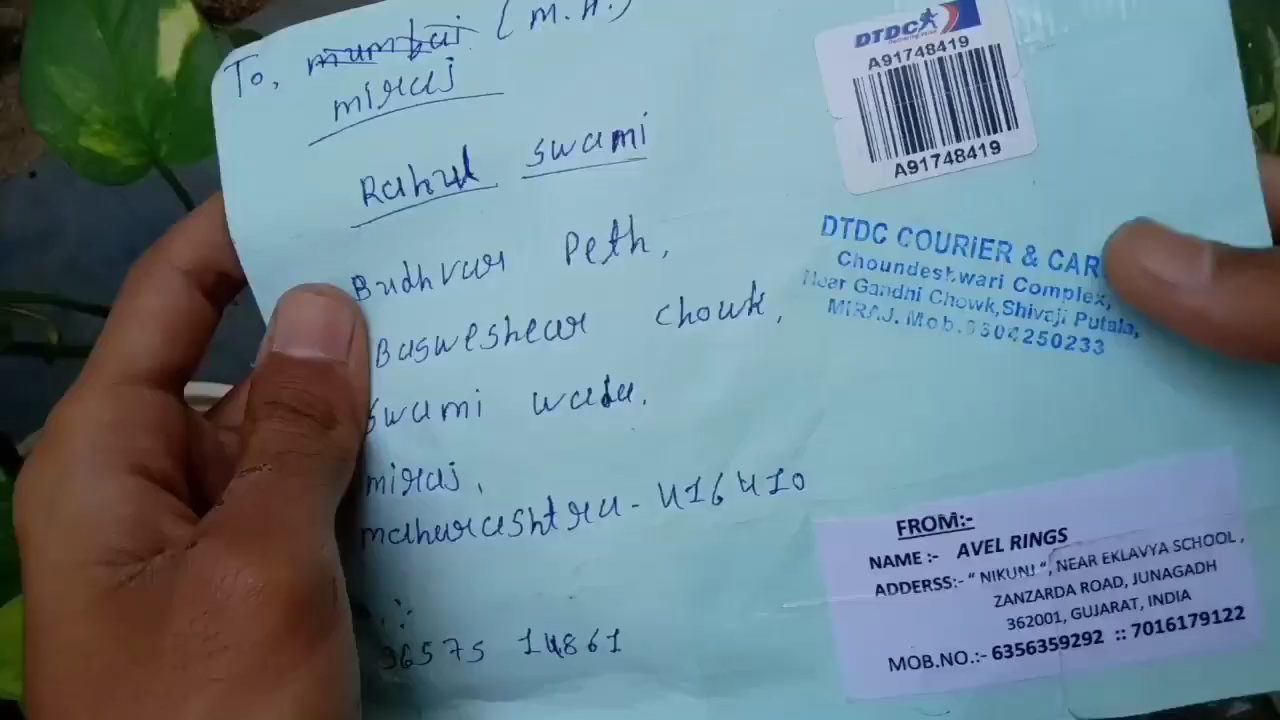 To, mumbai (M.H.)
miraj
Rahul swami
Budhvar Peth,
Basweshear chowk,
swami wada,
miraj,
maharashtra - 416410
36575 14861
DTDC
A91748419
A91748419
DTDC COURIER & CAR
Choundeshwari Complex,
Near Gandhi Chowk, Shivaji Putala,
MIRAJ. Mob.9604250233
FROM:-
NAME :- AVEL RINGS
ADDERSS:- " NIKUNJ ", NEAR EKLAVYA SCHOOL ,
ZANZARDA ROAD, JUNAGADH
362001, GUJARAT, INDIA
MOB.NO.:- 6356359292 :: 7016179122